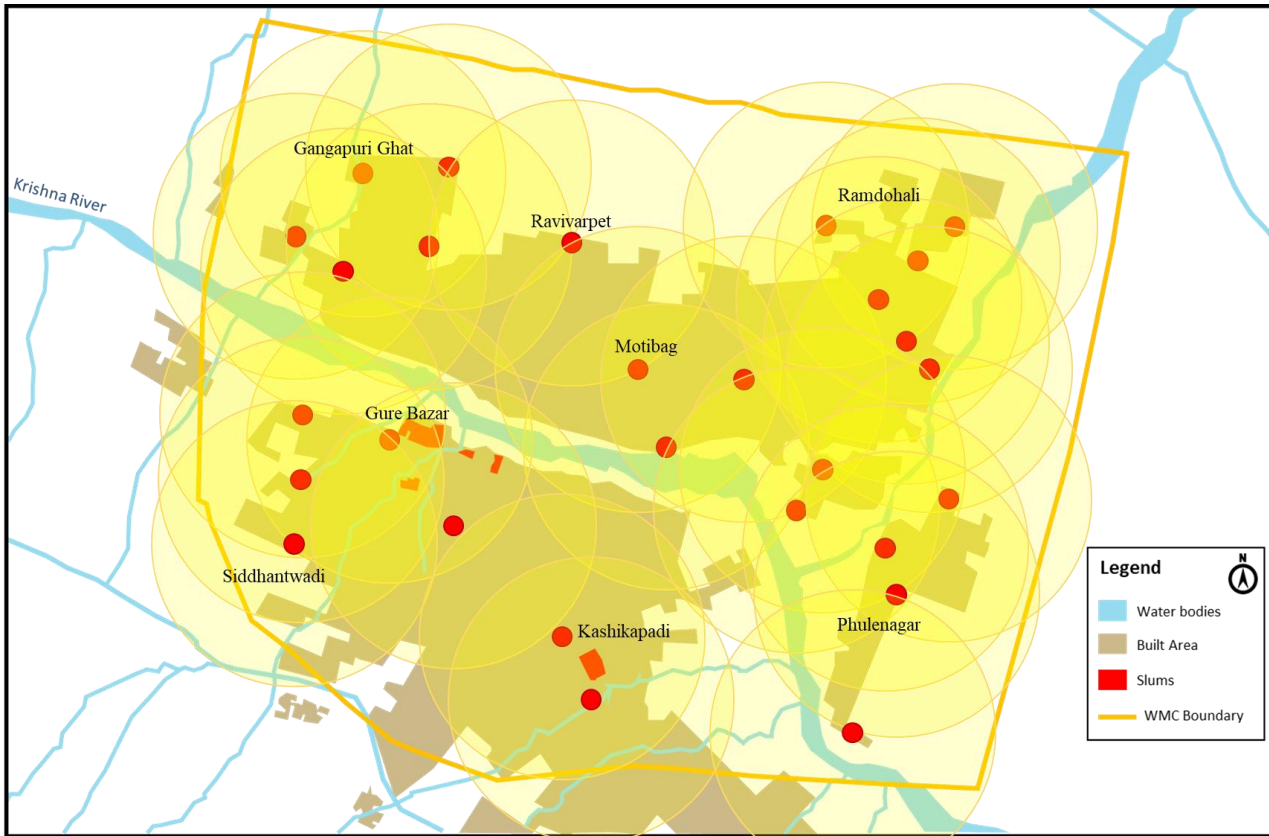 Gangapuri Ghat
Krishna River
Ramdohali
Ravivarpet
Motibag
Gure Bazar
Siddhantwadi
Kashikapadi
Phulenagar
Legend
N
Water bodies
Built Area
Slums
WMC Boundary